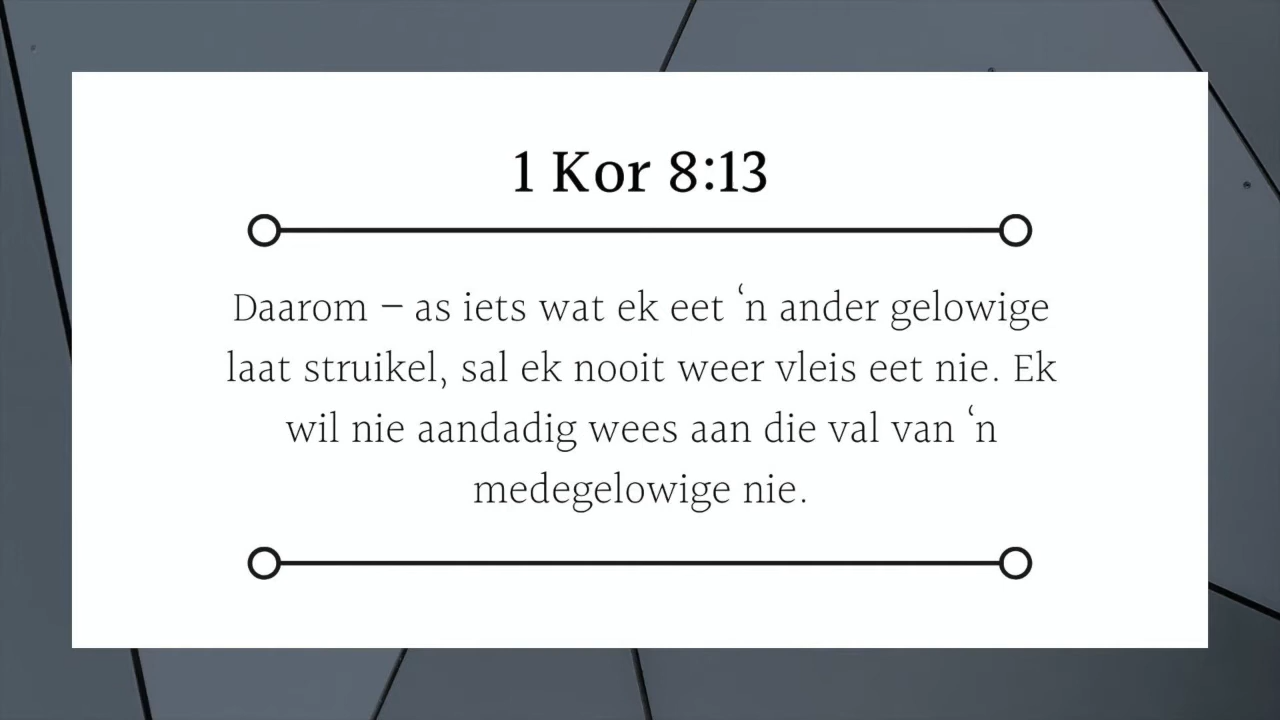 1 Kor 8:13
Daarom – as iets wat ek eet ‘n ander gelowige
laat struikel, sal ek nooit weer vleis eet nie. Ek
wil nie aandadig wees aan die val van ‘n
medegelowige nie.